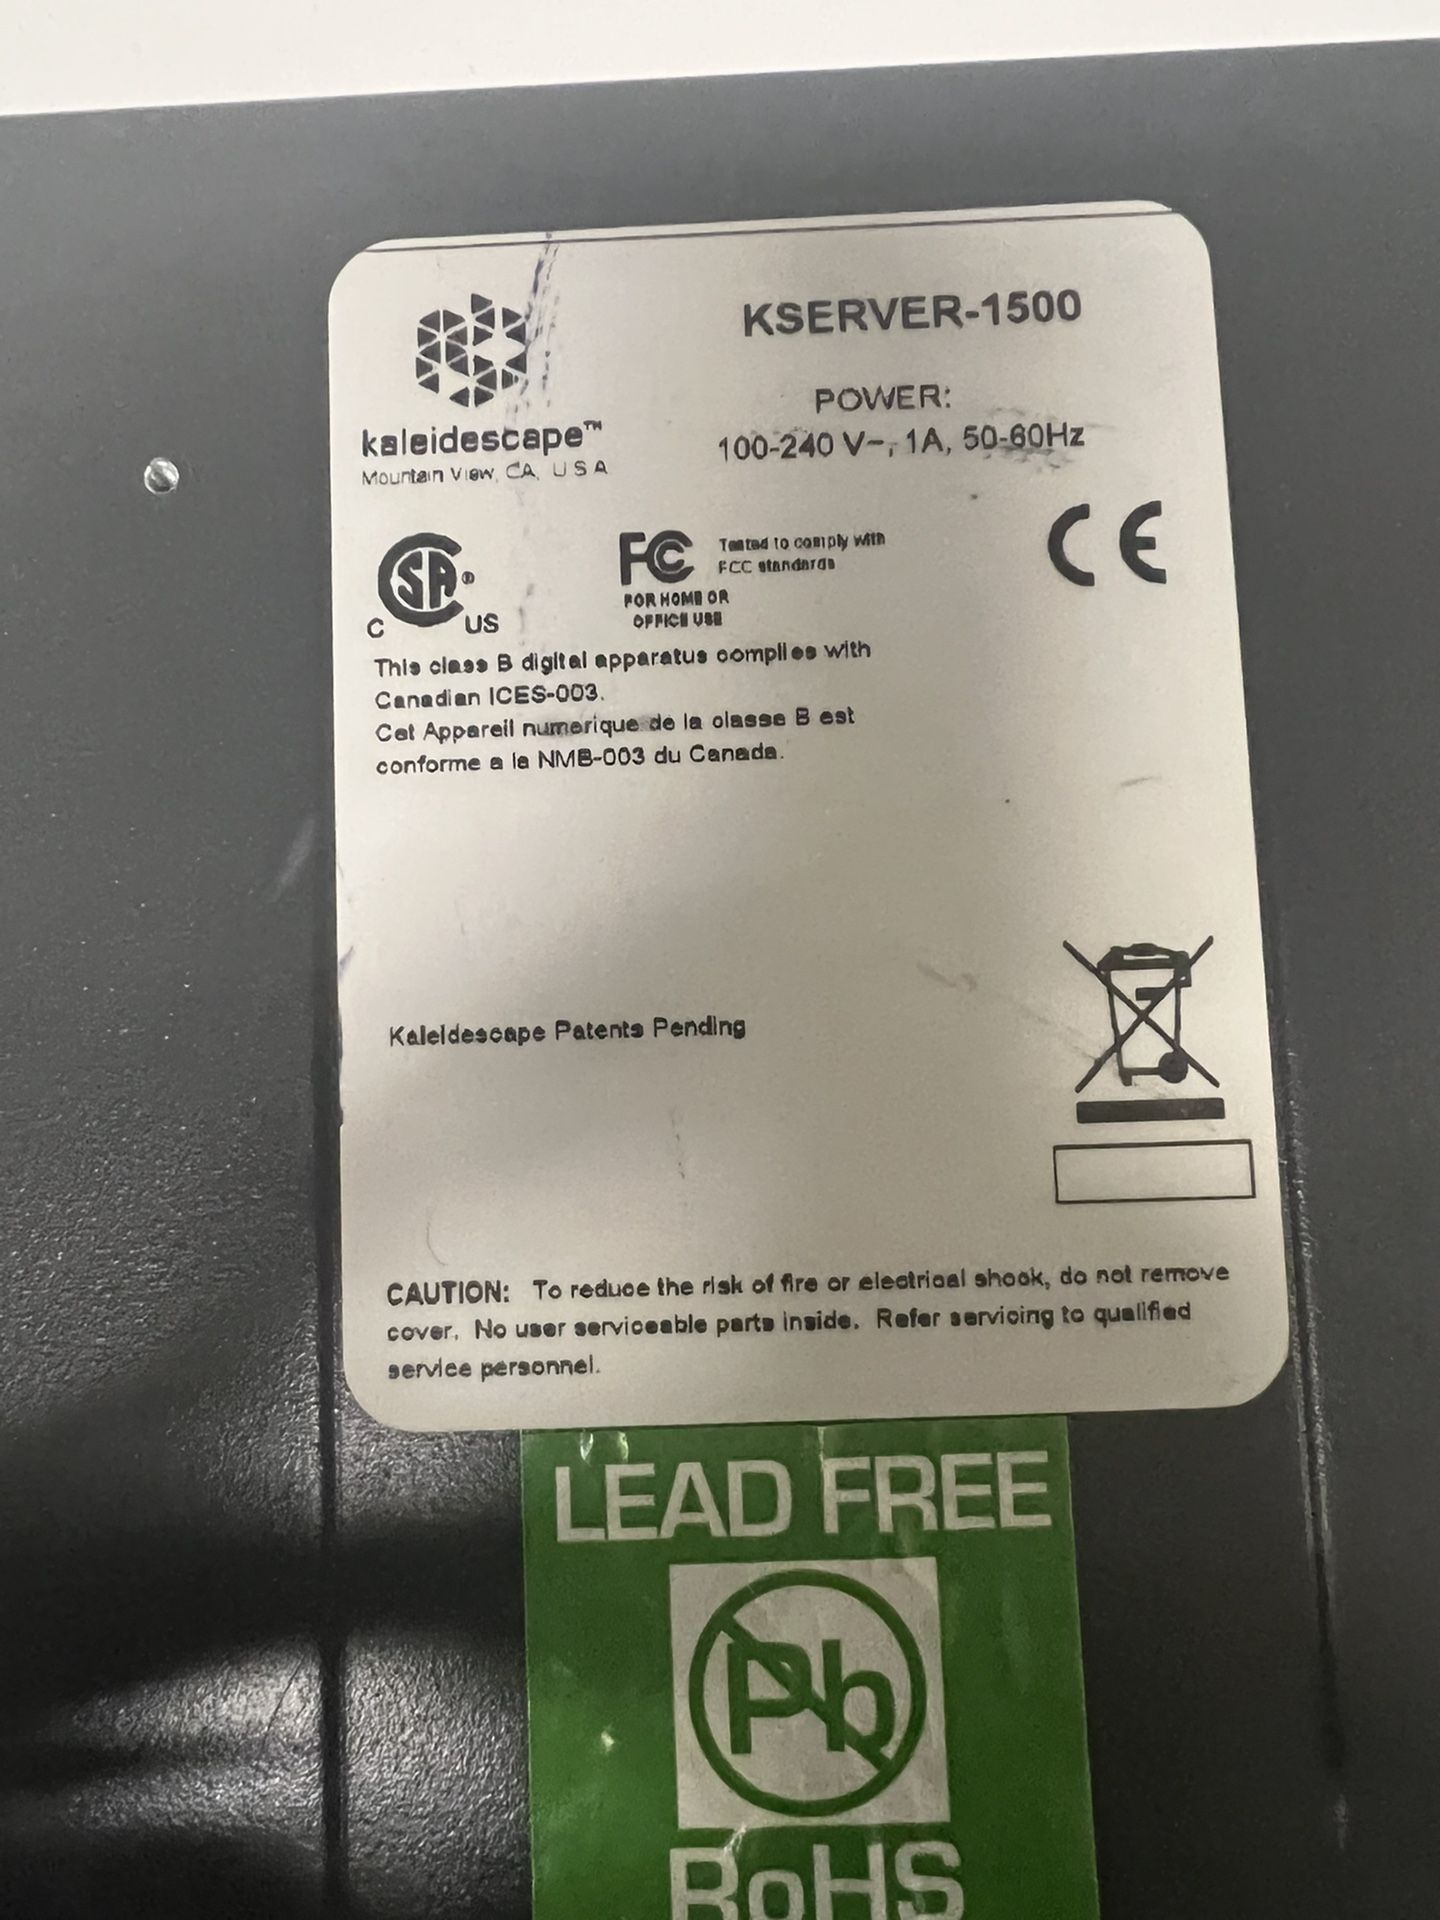 KSERVER-1500
kaleidescape™
Mountain View, CA, USA
POWER:
100-240 V~, 1A, 50-60Hz
CSA®
C US
FC
Tested to comply with
FCC standards
FOR HOME OR
OFFICE USE
CE
This class B digital apparatus complies with
Canadian ICES-003.
Cet Appareil numerique de la classe B est
conforme a la NMB-003 du Canada.
Kaleidescape Patents Pending
CAUTION: To reduce the risk of fire or electrical shock, do not remove
cover. No user serviceable parts inside. Refer servicing to qualified
service personnel.
LEAD FREE
Pb
RoHS